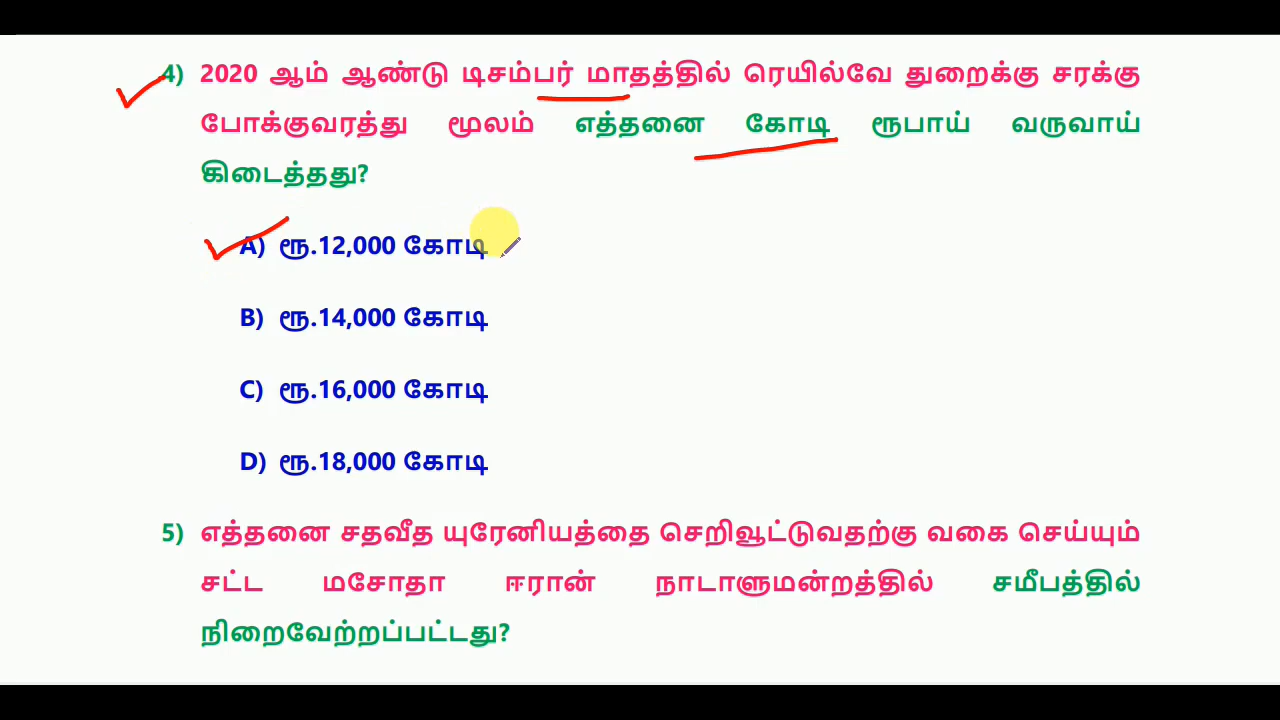 4) 2020 ஆம் ஆண்டு டிசம்பர் மாதத்தில் ரெயில்வே துறைக்கு சரக்கு
போக்குவரத்து மூலம் எத்தனை கோடி ரூபாய் வருவாய்
கிடைத்தது?
A) ரூ.12,000 கோடி
B) ரூ.14,000 கோடி
C) ரூ.16,000 கோடி
D) ரூ.18,000 கோடி
5) எத்தனை சதவீத யுரேனியத்தை செறிவூட்டுவதற்கு வகை செய்யும்
சட்ட மசோதா ஈரான் நாடாளுமன்றத்தில் சமீபத்தில்
நிறைவேற்றப்பட்டது?